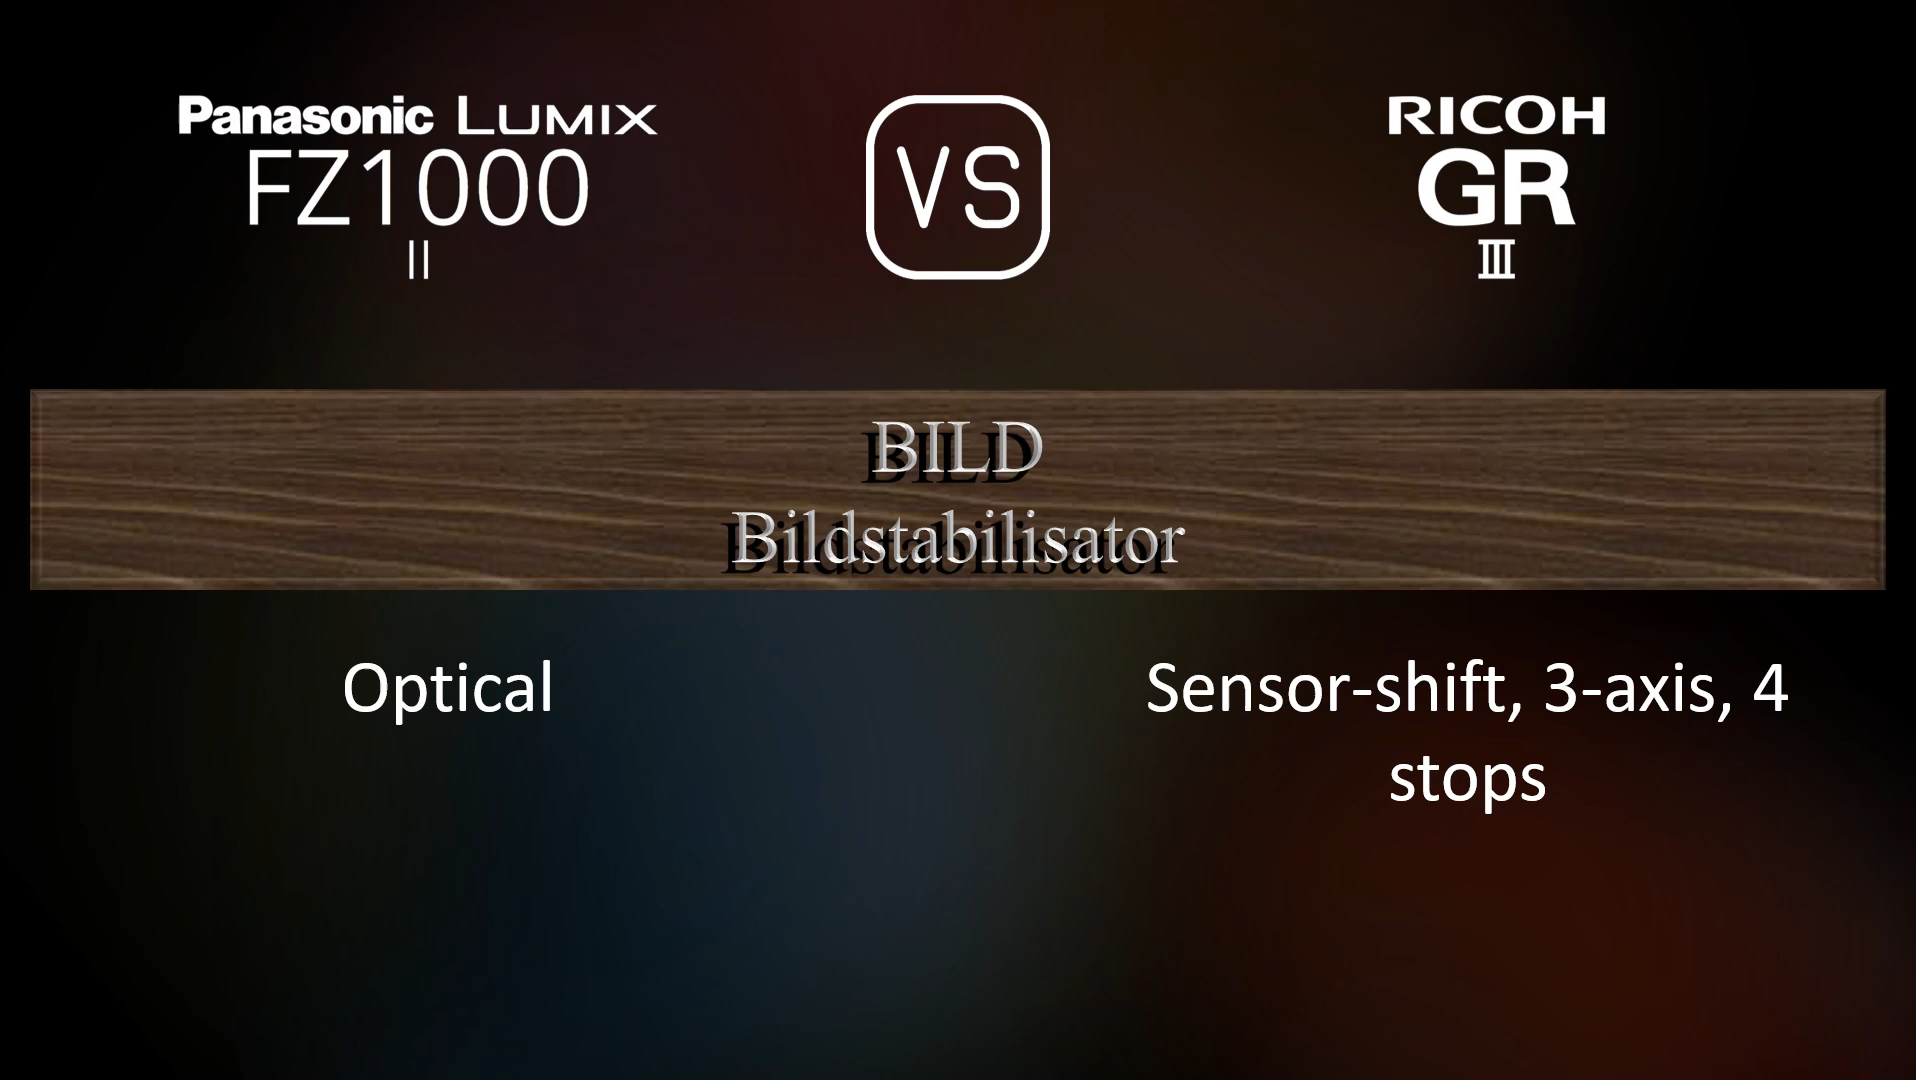 Panasonic LUMIX
FZ1000
II
VS
RICOH
GR
III
BILD
Bildstabilisator
Optical
Sensor-shift, 3-axis, 4
stops